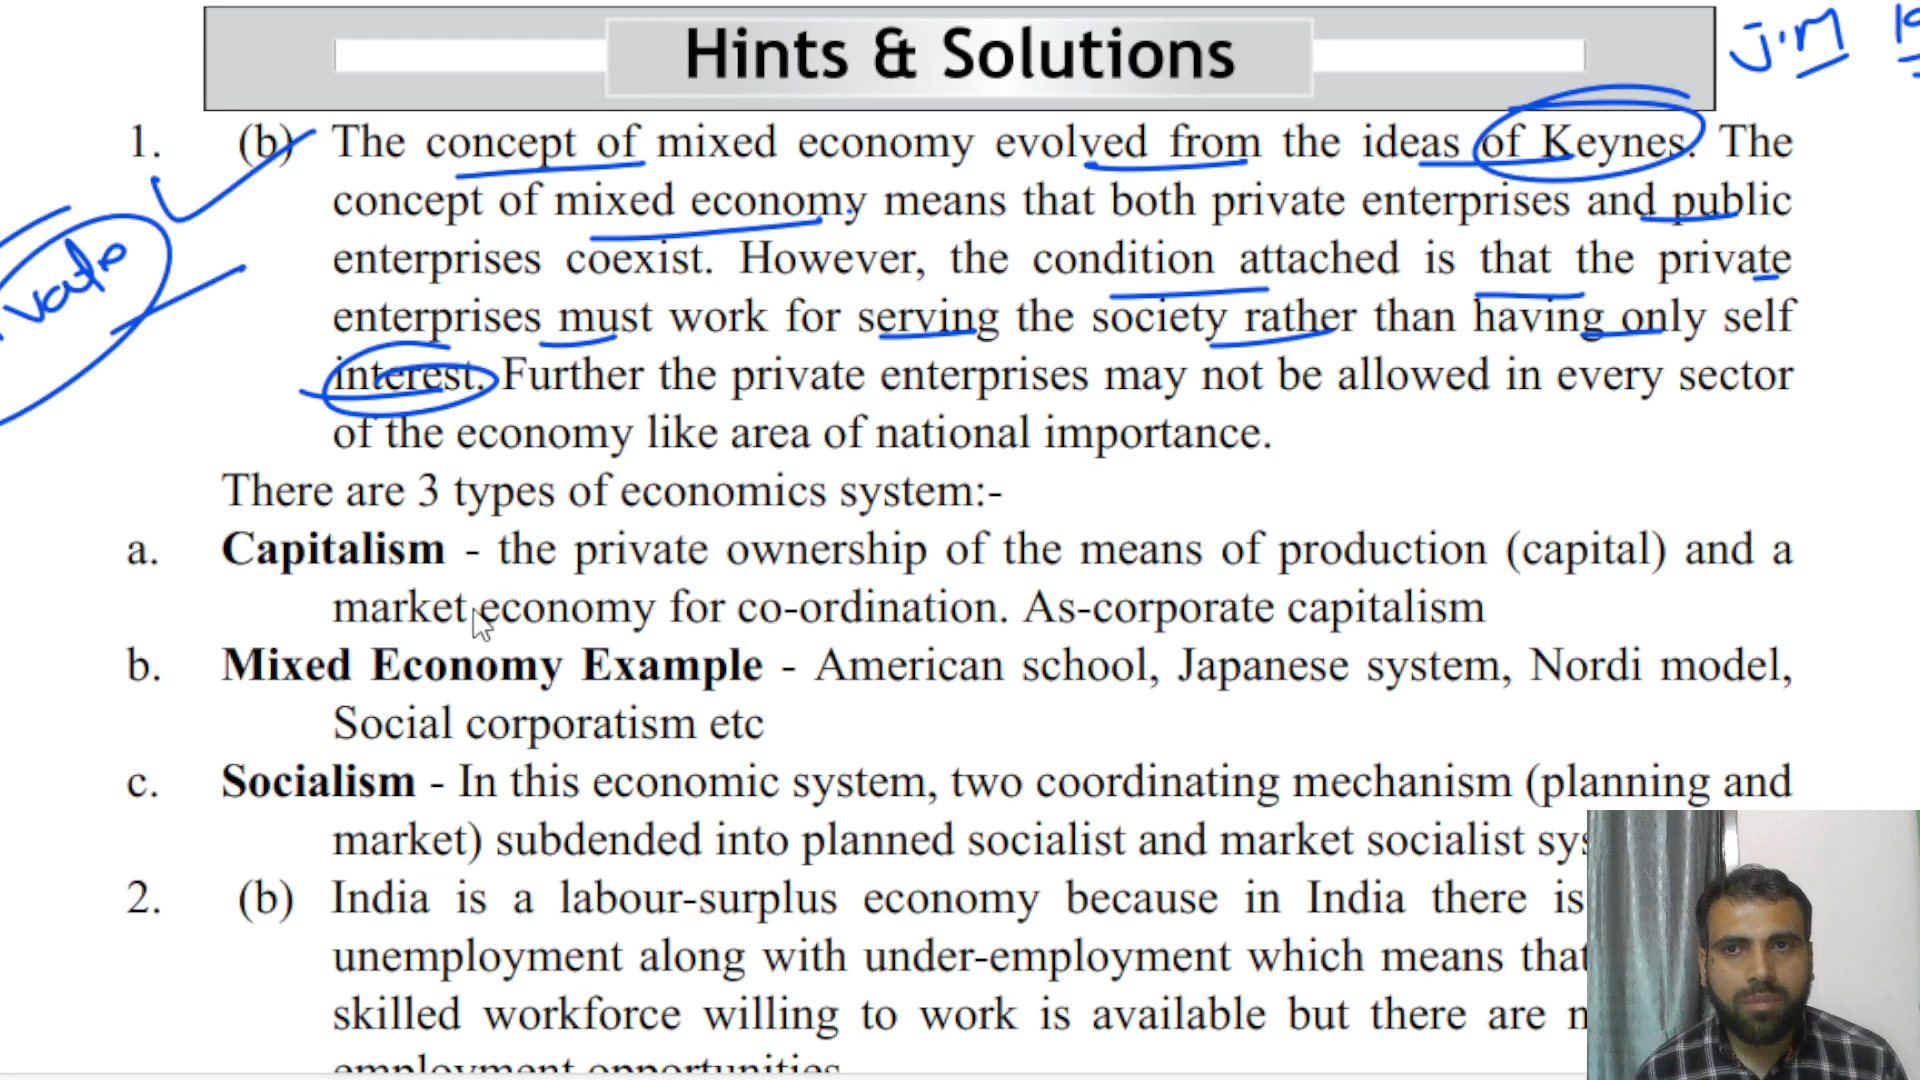 Hints & Solutions
J.M
1. (b) The concept of mixed economy evolved from the ideas of Keynes. The
concept of mixed economy means that both private enterprises and public
enterprises coexist. However, the condition attached is that the private
enterprises must work for serving the society rather than having only self
interest. Further the private enterprises may not be allowed in every sector
of the economy like area of national importance.
There are 3 types of economics system:-
a. Capitalism - the private ownership of the means of production (capital) and a
market economy for co-ordination. As-corporate capitalism
b. Mixed Economy Example - American school, Japanese system, Nordi model,
Social corporatism etc
c. Socialism - In this economic system, two coordinating mechanism (planning and
market) subdended into planned socialist and market socialist sys
2. (b) India is a labour-surplus economy because in India there is
unemployment along with under-employment which means that
skilled workforce willing to work is available but there are
employment opportunities